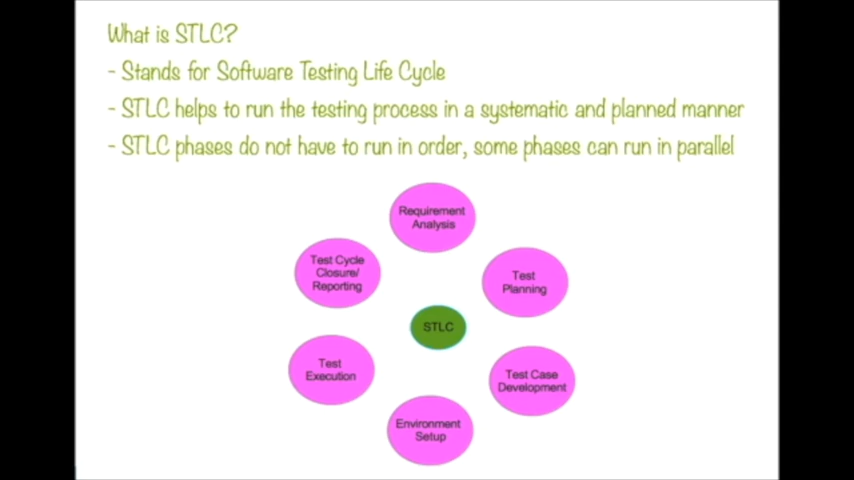 What is STLC?
- Stands for Software Testing Life Cycle
- STLC helps to run the testing process in a systematic and planned manner
- STLC phases do not have to run in order, some phases can run in parallel
Requirement
Analysis
Test
Planning
Test Case
Development
Environment
Setup
Test
Execution
Test Cycle
Closure/
Reporting
STLC